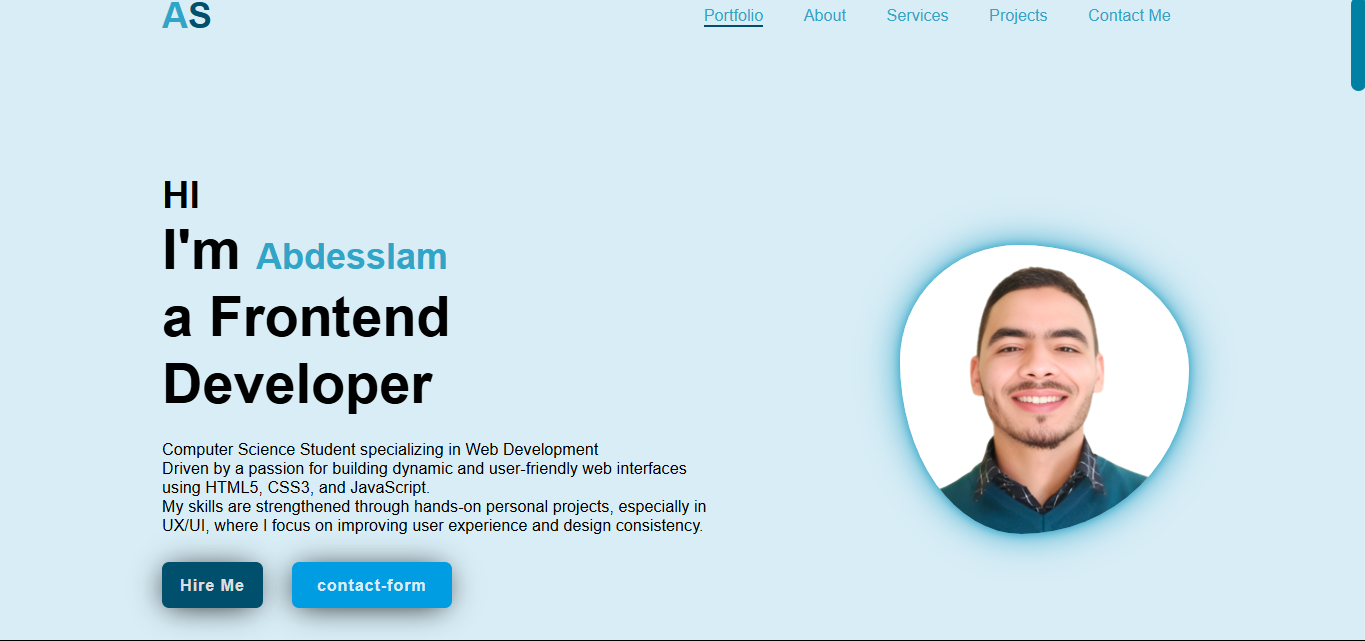 AS
Portfolio About Services Projects Contact Me
HI
I'm Abdesslam
a Frontend
Developer
Computer Science Student specializing in Web Development
Driven by a passion for building dynamic and user-friendly web interfaces
using HTML5, CSS3, and JavaScript.
My skills are strengthened through hands-on personal projects, especially in
UX/UI, where I focus on improving user experience and design consistency.
Hire Me contact-form